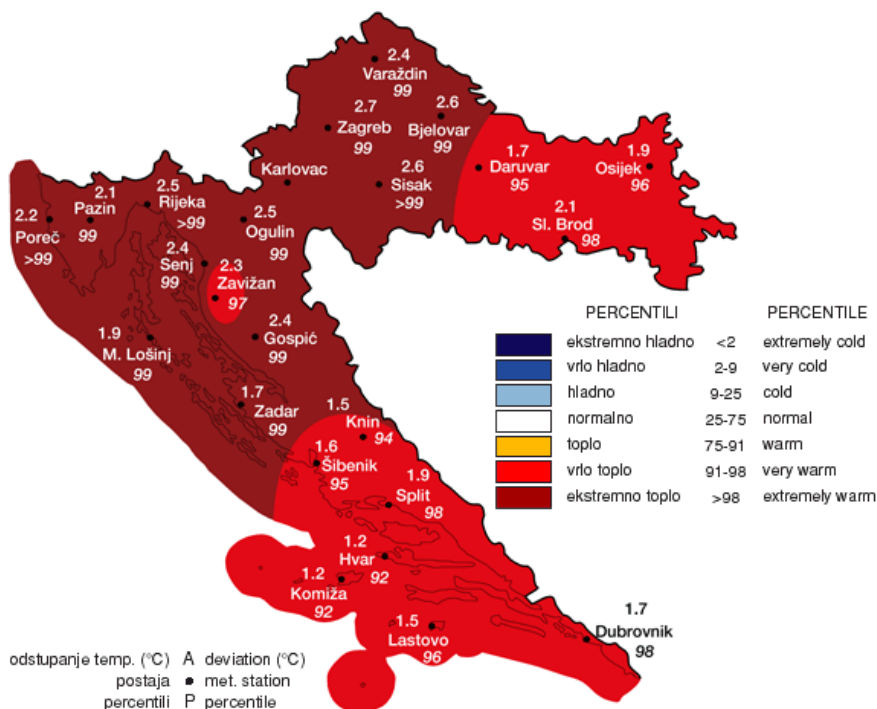 2.4
Varaždin
99
2.7
Zagreb
99
2.6
Bjelovar
99
1.7
Daruvar
95
1.9
Osijek
96
Karlovac
2.6
Sisak
>99
2.1
Sl. Brod
98
2.2
Poreč
>99
2.1
Pazin
99
2.5
Rijeka
>99
2.5
Ogulin
99
2.4
Senj
99
2.3
Zavižan
97
2.4
Gospić
99
1.9
M. Lošinj
99
1.7
Zadar
99
1.5
Knin
94
1.6
Šibenik
95
1.9
Split
98
1.2
Hvar
92
1.2
Komiža
92
1.5
Lastovo
96
1.7
Dubrovnik
98
PERCENTILI PERCENTILE
ekstremno hladno <2 extremely cold
vrlo hladno 2-9 very cold
hladno 9-25 cold
normalno 25-75 normal
toplo 75-91 warm
vrlo toplo 91-98 very warm
ekstremno toplo >98 extremely warm
odstupanje temp. (°C) A deviation (°C)
postaja ● met. station
percentili P percentile